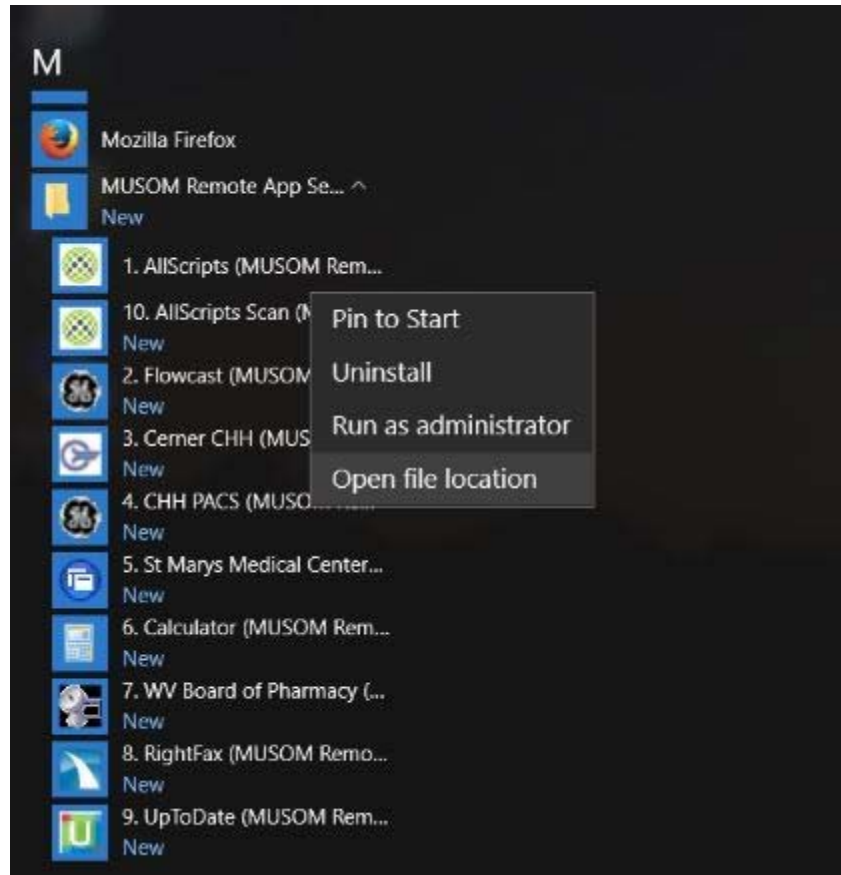 M
Mozilla Firefox
MUSOM Remote App Se...
New
1. AllScripts (MUSOM Rem...
10. AllScripts Scan (M
New
2. Flowcast (MUSOM
New
3. Cerner CHH (MUS
New
4. CHH PACS (MUSO
New
5. St Marys Medical Center...
New
6. Calculator (MUSOM Rem...
New
7. WV Board of Pharmacy (...
New
8. RightFax (MUSOM Remo...
New
9. UpToDate (MUSOM Rem...
New
Pin to Start
Uninstall
Run as administrator
Open file location